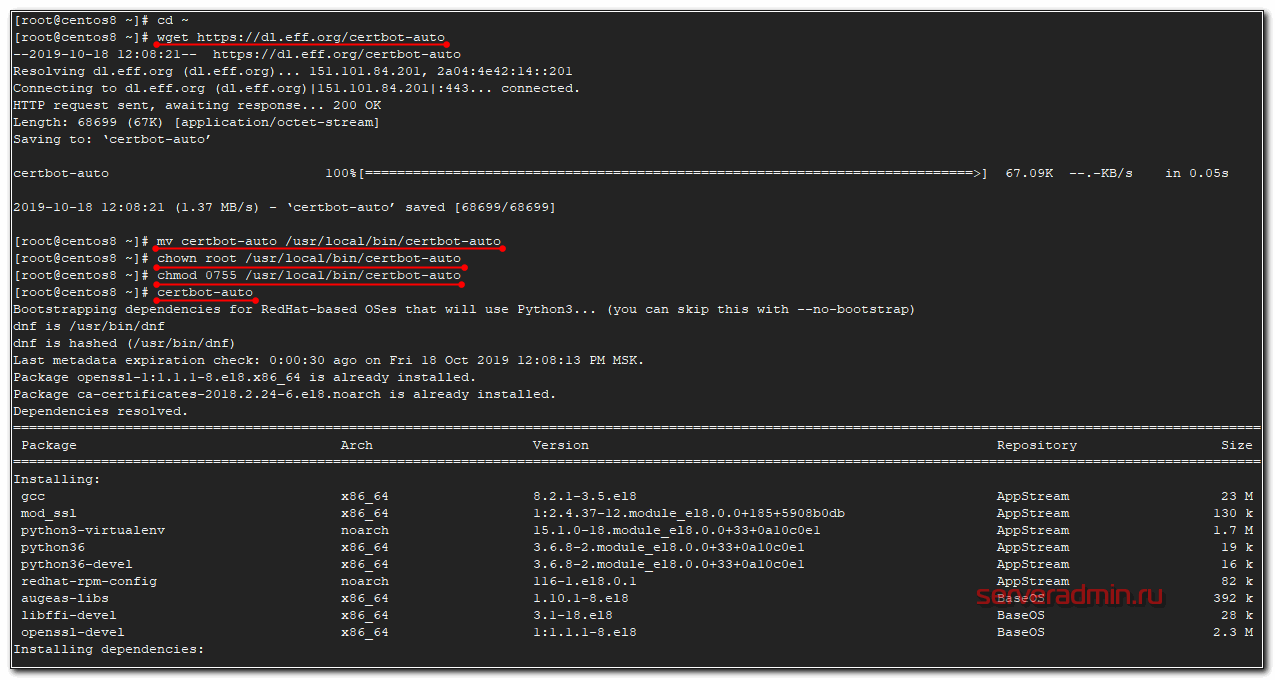 [root@centos8 ~]# cd ~
[root@centos8 ~]# wget https://dl.eff.org/certbot-auto
--2019-10-18 12:08:21-- https://dl.eff.org/certbot-auto
Resolving dl.eff.org (dl.eff.org)... 151.101.84.201, 2a04:4e42:14::201
Connecting to dl.eff.org (dl.eff.org)|151.101.84.201|:443... connected.
HTTP request sent, awaiting response... 200 OK
Length: 68699 (67K) [application/octet-stream]
Saving to: ‘certbot-auto’
certbot-auto 100%[============================================================================>] 67.09K --.-KB/s in 0.05s
2019-10-18 12:08:21 (1.37 MB/s) - ‘certbot-auto’ saved [68699/68699]
[root@centos8 ~]# mv certbot-auto /usr/local/bin/certbot-auto
[root@centos8 ~]# chown root /usr/local/bin/certbot-auto
[root@centos8 ~]# chmod 0755 /usr/local/bin/certbot-auto
[root@centos8 ~]# certbot-auto
Bootstrapping dependencies for RedHat-based OSes that will use Python3... (you can skip this with --no-bootstrap)
dnf is /usr/bin/dnf
dnf is hashed (/usr/bin/dnf)
Last metadata expiration check: 0:00:30 ago on Fri 18 Oct 2019 12:08:13 PM MSK.
Package openssl-1:1.1.1-8.el8.x86_64 is already installed.
Package ca-certificates-2018.2.24-6.el8.noarch is already installed.
Dependencies resolved.
Package Arch Version Repository Size
Installing:
gcc x86_64 8.2.1-3.5.el8 AppStream 23 M
mod_ssl x86_64 1:2.4.37-12.module_el8.0.0+185+5908b0db AppStream 130 k
python3-virtualenv noarch 15.1.0-18.module_el8.0.0+33+0a10c0e1 AppStream 1.7 M
python36 x86_64 3.6.8-2.module_el8.0.0+33+0a10c0e1 AppStream 19 k
python36-devel x86_64 3.6.8-2.module_el8.0.0+33+0a10c0e1 AppStream 16 k
redhat-rpm-config noarch 116-1.el8.0.1 AppStream 82 k
augeas-libs x86_64 1.10.1-8.el8 BaseOS 392 k
serveradmin.ru
libffi-devel x86_64 3.1-18.el8 BaseOS 28 k
openssl-devel x86_64 1:1.1.1-8.el8 BaseOS 2.3 M
Installing dependencies: